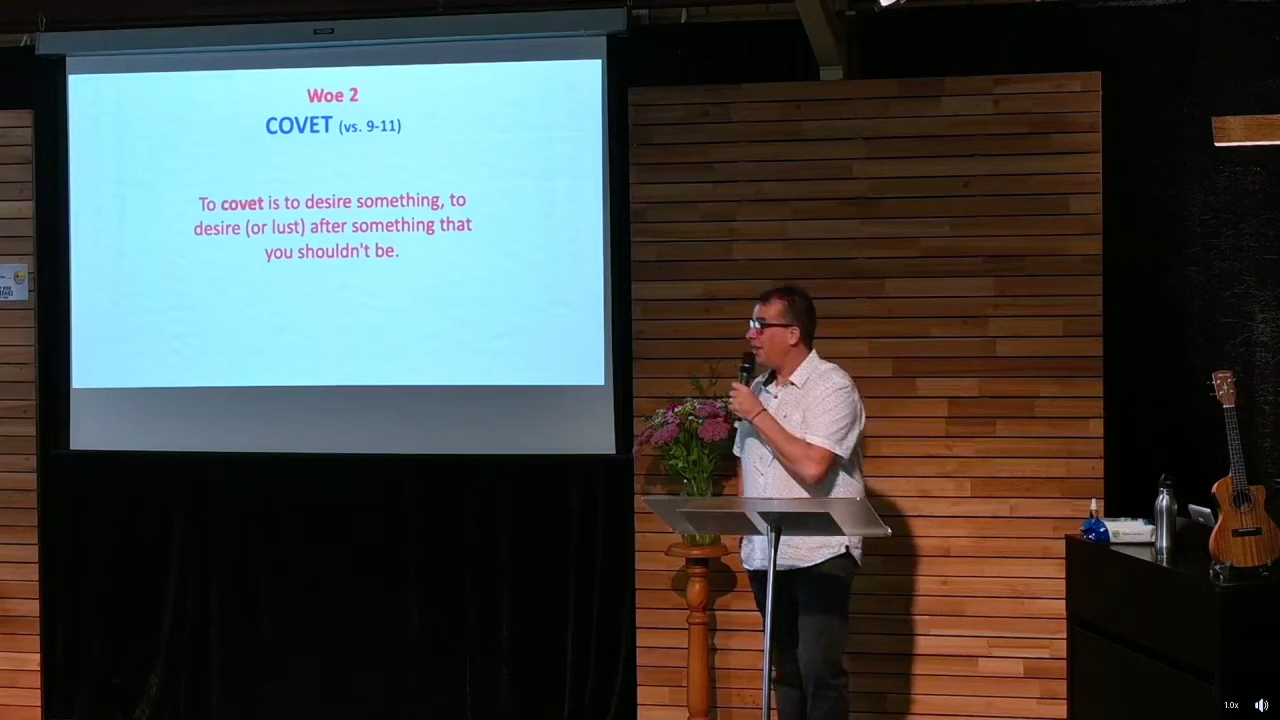 Woe 2
COVET (vs. 9-11)
To covet is to desire something, to
desire (or lust) after something that
you shouldn't be.
1.0x